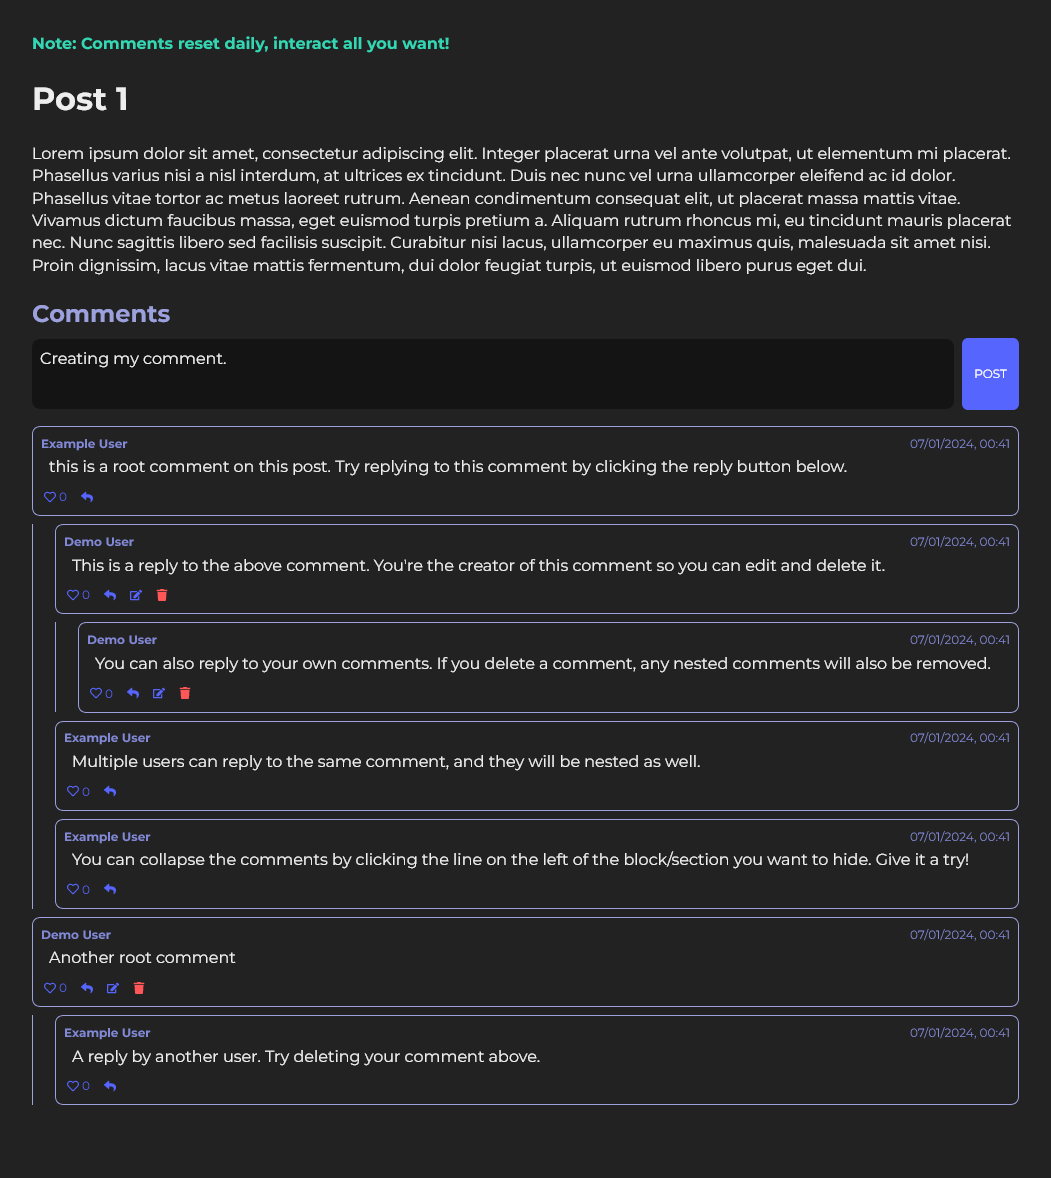 Note: Comments reset daily, interact all you want!
Post 1
Lorem ipsum dolor sit amet, consectetur adipiscing elit. Integer placerat urna vel ante volutpat, ut elementum mi placerat.
Phasellus varius nisi a nisl interdum, at ultrices ex tincidunt. Duis nec nunc vel urna ullamcorper eleifend ac id dolor.
Phasellus vitae tortor ac metus laoreet rutrum. Aenean condimentum consequat elit, ut placerat massa mattis vitae.
Vivamus dictum faucibus massa, eget euismod turpis pretium a. Aliquam rutrum rhoncus mi, eu tincidunt mauris placerat
nec. Nunc sagittis libero sed facilisis suscipit. Curabitur nisi lacus, ullamcorper eu maximus quis, malesuada sit amet nisi.
Proin dignissim, lacus vitae mattis fermentum, dui dolor feugiat turpis, ut euismod libero purus eget dui.
Comments
Creating my comment.
POST
Example User 07/01/2024, 00:41
this is a root comment on this post. Try replying to this comment by clicking the reply button below.
0
Demo User 07/01/2024, 00:41
This is a reply to the above comment. You're the creator of this comment so you can edit and delete it.
0
Demo User 07/01/2024, 00:41
You can also reply to your own comments. If you delete a comment, any nested comments will also be removed.
0
Example User 07/01/2024, 00:41
Multiple users can reply to the same comment, and they will be nested as well.
0
Example User 07/01/2024, 00:41
You can collapse the comments by clicking the line on the left of the block/section you want to hide. Give it a try!
0
Demo User 07/01/2024, 00:41
Another root comment
0
Example User 07/01/2024, 00:41
A reply by another user. Try deleting your comment above.
0